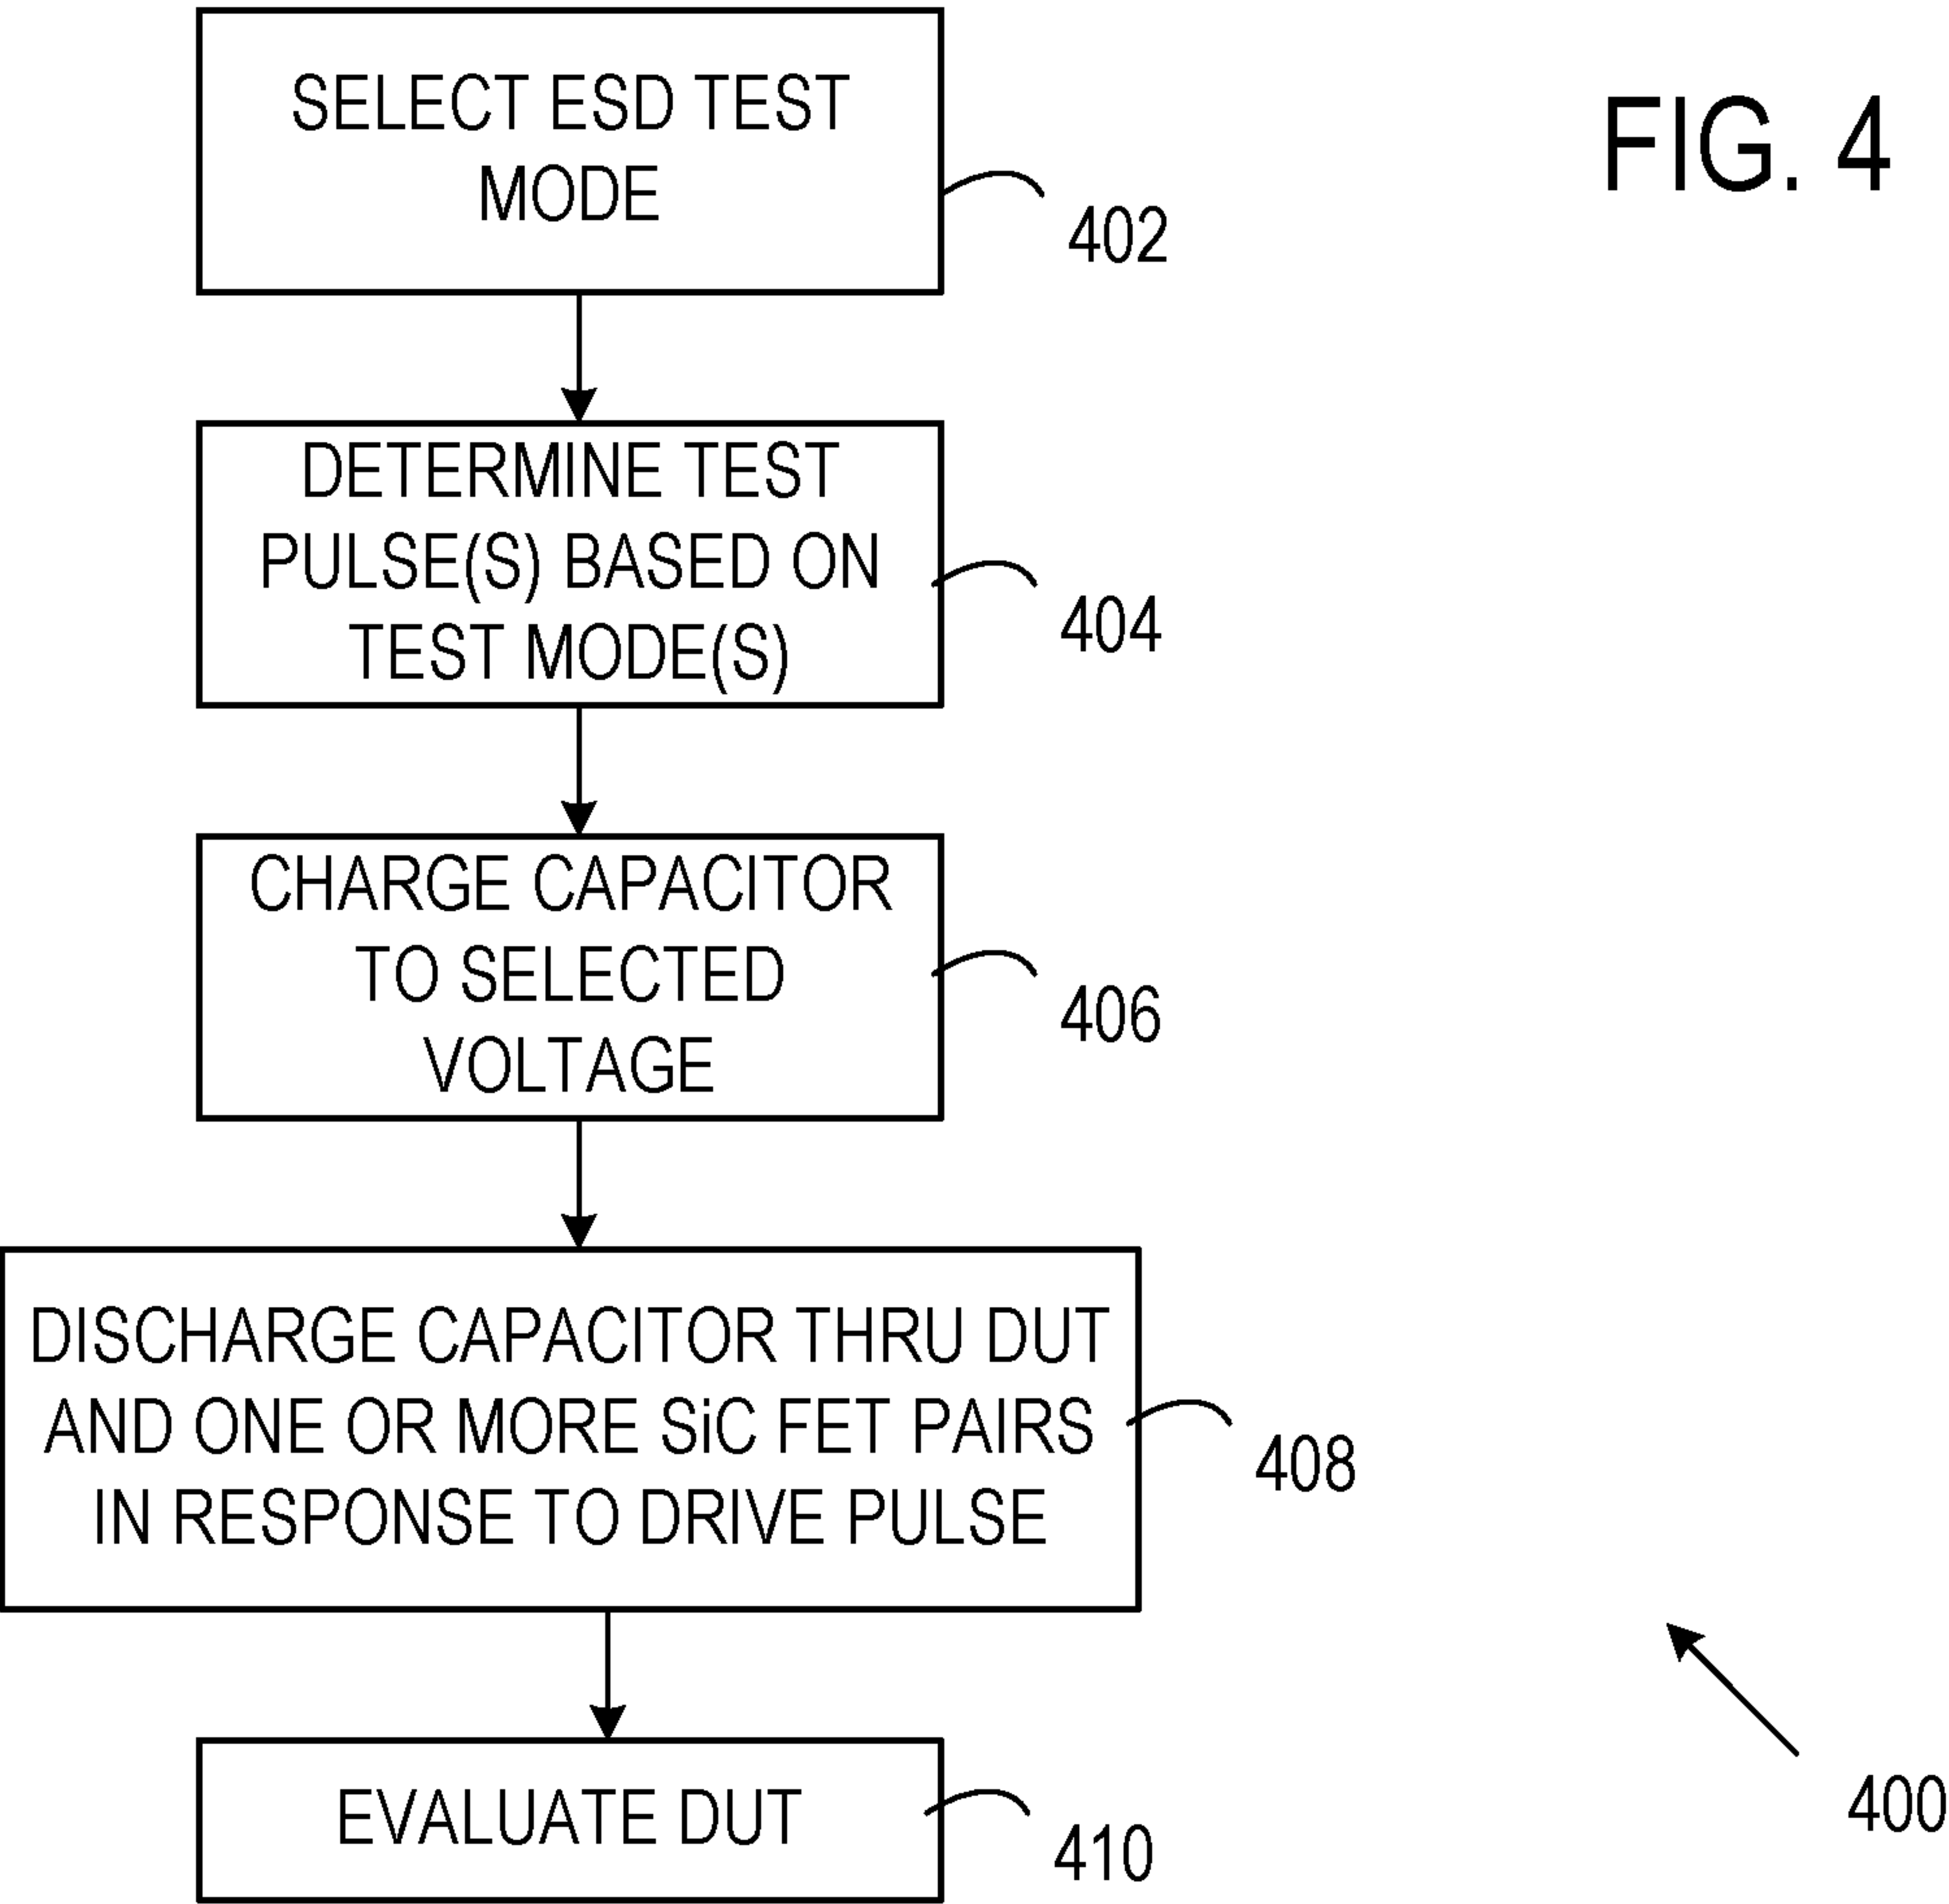 SELECT ESD TEST
MODE
402
FIG. 4
DETERMINE TEST
PULSE(S) BASED ON
TEST MODE(S)
404
CHARGE CAPACITOR
TO SELECTED
VOLTAGE
406
DISCHARGE CAPACITOR THRU DUT
AND ONE OR MORE SiC FET PAIRS
IN RESPONSE TO DRIVE PULSE
408
EVALUATE DUT
410
400